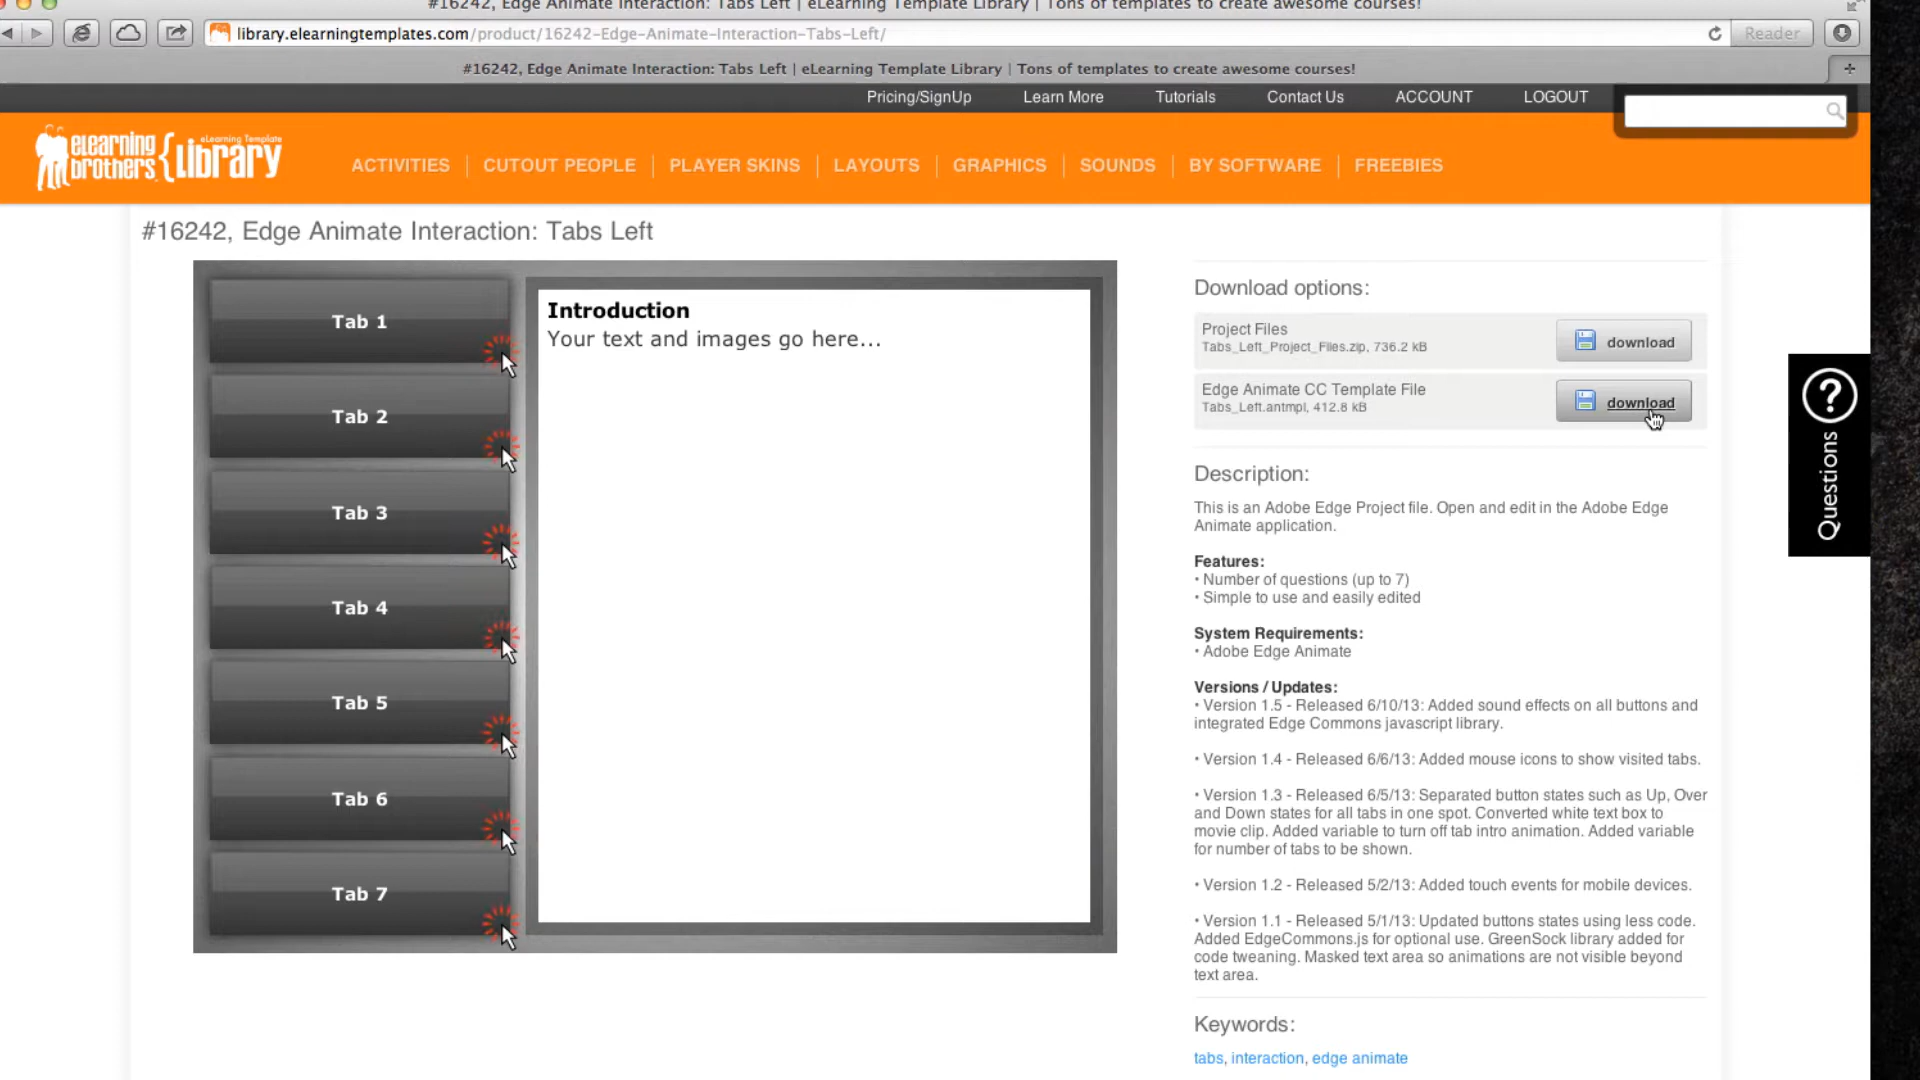 #16242, Edge Animate Interaction: Tabs Left | eLearning Template Library | Tons of templates to create awesome courses!
library.elearningtemplates.com/product/16242-Edge-Animate-Interaction-Tabs-Left/
Reader
#16242, Edge Animate Interaction: Tabs Left | eLearning Template Library | Tons of templates to create awesome courses!
Pricing/SignUp Learn More Tutorials Contact Us ACCOUNT LOGOUT
eLearning brothers { eLearning Template Library
ACTIVITIES CUTOUT PEOPLE PLAYER SKINS LAYOUTS GRAPHICS SOUNDS BY SOFTWARE FREEBIES
#16242, Edge Animate Interaction: Tabs Left
Tab 1
Tab 2
Tab 3
Tab 4
Tab 5
Tab 6
Tab 7
Introduction
Your text and images go here...
Download options:
Project Files
Tabs_Left_Project_Files.zip, 736.2 kB
download
Edge Animate CC Template File
Tabs_Left.antmpl, 412.8 kB
download
Description:
This is an Adobe Edge Project file. Open and edit in the Adobe Edge
Animate application.
Features:
• Number of questions (up to 7)
• Simple to use and easily edited
System Requirements:
• Adobe Edge Animate
Versions / Updates:
• Version 1.5 - Released 6/10/13: Added sound effects on all buttons and
integrated Edge Commons javascript library.
• Version 1.4 - Released 6/6/13: Added mouse icons to show visited tabs.
• Version 1.3 - Released 6/5/13: Separated button states such as Up, Over
and Down states for all tabs in one spot. Converted white text box to
movie clip. Added variable to turn off tab intro animation. Added variable
for number of tabs to be shown.
• Version 1.2 - Released 5/2/13: Added touch events for mobile devices.
• Version 1.1 - Released 5/1/13: Updated buttons states using less code.
Added EdgeCommons.js for optional use. GreenSock library added for
code tweaning. Masked text area so animations are not visible beyond
text area.
Keywords:
tabs, interaction, edge animate
Questions ?